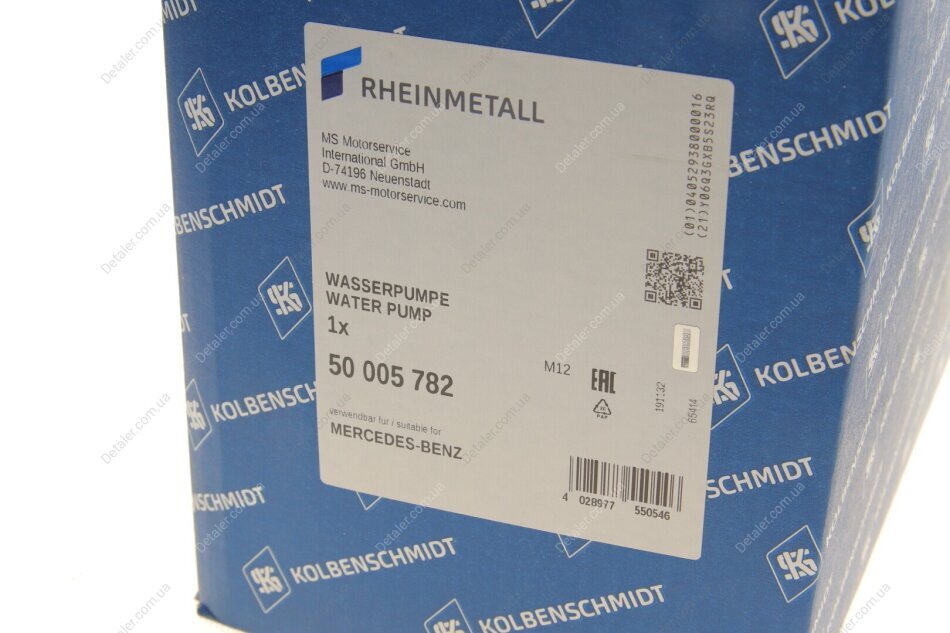 RHEINMETALL
MS Motorservice
International GmbH
D-74196 Neuenstadt
www.ms-motorservice.com
(01)04052938000016
(21)Y06Q3GXB5S23RQ
WASSERPUMPE
WATER PUMP
1x
50 005 782
M12
EAC
PAP
191132
65414
verwendbar für / suitable for
MERCEDES-BENZ
4 028977 550546
KOLBENSCHMIDT
KOLBENSCHMIDT
KOLBENSCHMIDT
KOLBENSCHMIDT
Detaler.com.ua